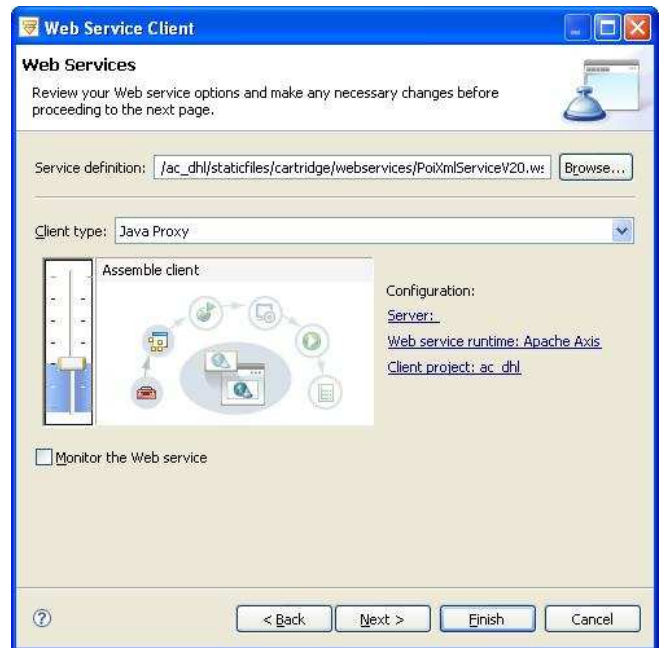 Web Service Client
Web Services
Review your Web service options and make any necessary changes before
proceeding to the next page.
Service definition: /ac_dhl/staticfiles/cartridge/webservices/PoiXmlServiceV20.ws Browse...
Client type: Java Proxy
Assemble client
Configuration:
Server:
Web service runtime: Apache Axis
Client project: ac_dhl
Monitor the Web service
< Back Next > Finish Cancel